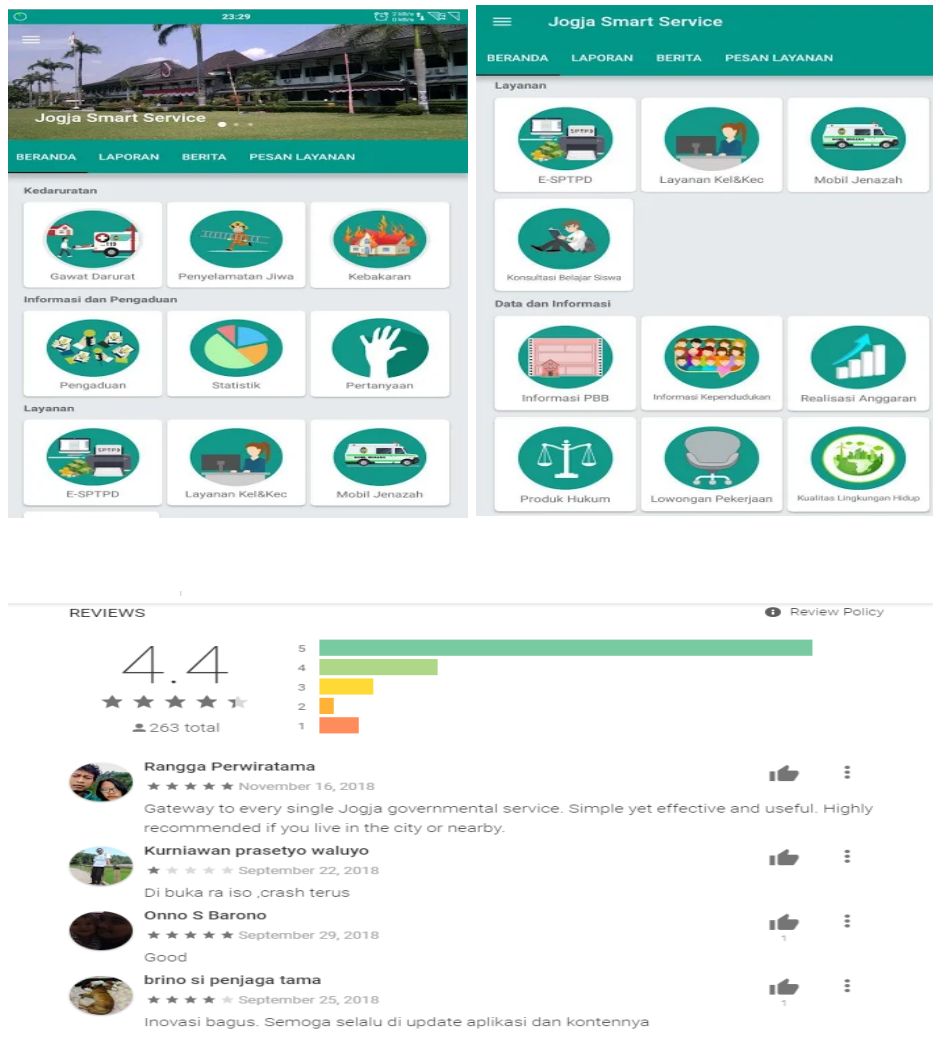 23:29
2 kB/s
0 kB/s
Jogja Smart Service
BERANDA LAPORAN BERITA PESAN LAYANAN
Kedaruratan
119
Gawat Darurat Penyelamatan Jiwa Kebakaran
Informasi dan Pengaduan
Pengaduan Statistik Pertanyaan
Layanan
SPTPD
E-SPTPD Layanan Kel&Kec Mobil Jenazah
Jogja Smart Service
BERANDA LAPORAN BERITA PESAN LAYANAN
Layanan
SPTPD
E-SPTPD Layanan Kel&Kec Mobil Jenazah
Konsultasi Belajar Siswa
Data dan Informasi
Informasi PBB Informasi Kependudukan Realisasi Anggaran
Produk Hukum Lowongan Pekerjaan Kualitas Lingkungan Hidup
REVIEWS Review Policy
4.4
263 total
5
4
3
2
1
Rangga Perwiratama
November 16, 2018
Gateway to every single Jogja governmental service. Simple yet effective and useful. Highly
recommended if you live in the city or nearby.
Kurniawan prasetyo waluyo
September 22, 2018
Di buka ra iso ,crash terus
Onno S Barono
September 29, 2018
1
Good
brino si penjaga tama
September 25, 2018
1
Inovasi bagus. Semoga selalu di update aplikasi dan kontennya